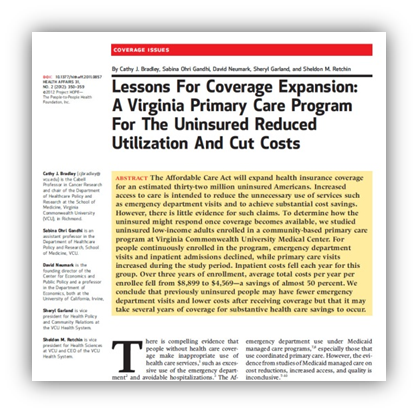 COVERAGE ISSUES
By Cathy J. Bradley, Sabina Ohri Gandhi, David Neumark, Sheryl Garland, and Sheldon M. Retchin
Lessons For Coverage Expansion:
A Virginia Primary Care Program
For The Uninsured Reduced
Utilization And Cut Costs
DOI: 10.1377/hlthaff.2011.0857
HEALTH AFFAIRS 31,
NO. 2 (2012): 350–359
©2012 Project HOPE—
The People-to-People Health
Foundation, Inc.
ABSTRACT The Affordable Care Act will expand health insurance coverage
for an estimated thirty-two million uninsured Americans. Increased
access to care is intended to reduce the unnecessary use of services such
as emergency department visits and to achieve substantial cost savings.
However, there is little evidence for such claims. To determine how the
uninsured might respond once coverage becomes available, we studied
uninsured low-income adults enrolled in a community-based primary care
program at Virginia Commonwealth University Medical Center. For
people continuously enrolled in the program, emergency department
visits and inpatient admissions declined, while primary care visits
increased during the study period. Inpatient costs fell each year for this
group. Over three years of enrollment, average total costs per year per
enrollee fell from $8,899 to $4,569—a savings of almost 50 percent. We
conclude that previously uninsured people may have fewer emergency
department visits and lower costs after receiving coverage but that it may
take several years of coverage for substantive health care savings to occur.
Cathy J. Bradley (cjbradley@
vcu.edu) is the Cabell
Professor in Cancer Research
and chair of the Department
of Healthcare Policy and
Research at the School of
Medicine, Virginia
Commonwealth University
(VCU), in Richmond.
Sabina Ohri Gandhi is an
assistant professor in the
Department of Healthcare
Policy and Research, School
of Medicine, VCU.
David Neumark is the
founding director of the
Center for Economics and
Public Policy and a professor
in the Department of
Economics, both at the
University of California, Irvine.
Sheryl Garland is vice
president for Health Policy
and Community Relations at
the VCU Health System.
Sheldon M. Retchin is vice
president for Health Sciences
at VCU and CEO of the VCU
Health System.
There is compelling evidence that
people without health care cover-
age make inappropriate use of
health care services, such as exces-
sive use of the emergency depart-
ment and avoidable hospitalizations. The Af-
emergency department use under Medicaid
managed care programs, especially those that
use coordinated primary care. However, the evi-
dence from studies of Medicaid managed care on
cost reductions, increased access, and quality is
inconclusive.